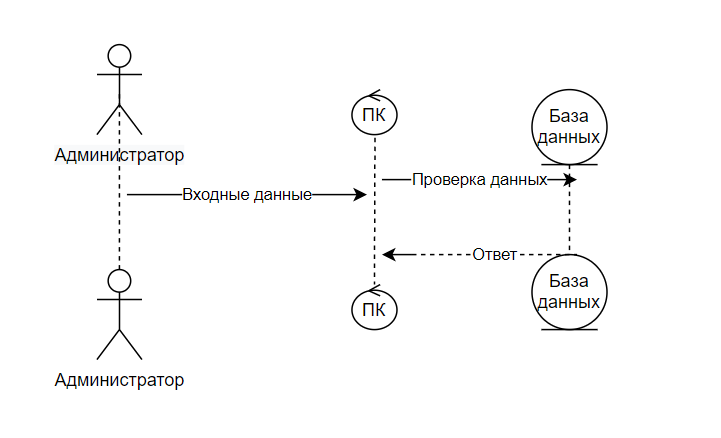 ПК
База
данных
Администратор
Проверка данных
Входные данные
Ответ
База
данных
ПК
Администратор